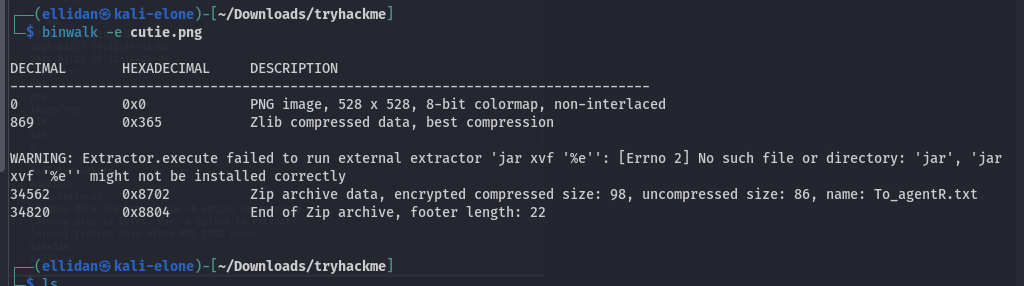 ┌──(ellidan㉿kali-elone)-[~/Downloads/tryhackme]
└─$ binwalk -e cutie.png
DECIMAL       HEXADECIMAL     DESCRIPTION
--------------------------------------------------------------------------------
0             0x0             PNG image, 528 x 528, 8-bit colormap, non-interlaced
869           0x365           Zlib compressed data, best compression
WARNING: Extractor.execute failed to run external extractor 'jar xvf '%e'': [Errno 2] No such file or directory: 'jar', 'jar
xvf '%e'' might not be installed correctly
34562         0x8702          Zip archive data, encrypted compressed size: 98, uncompressed size: 86, name: To_agentR.txt
34820         0x8804          End of Zip archive, footer length: 22
┌──(ellidan㉿kali-elone)-[~/Downloads/tryhackme]
└─$ ls